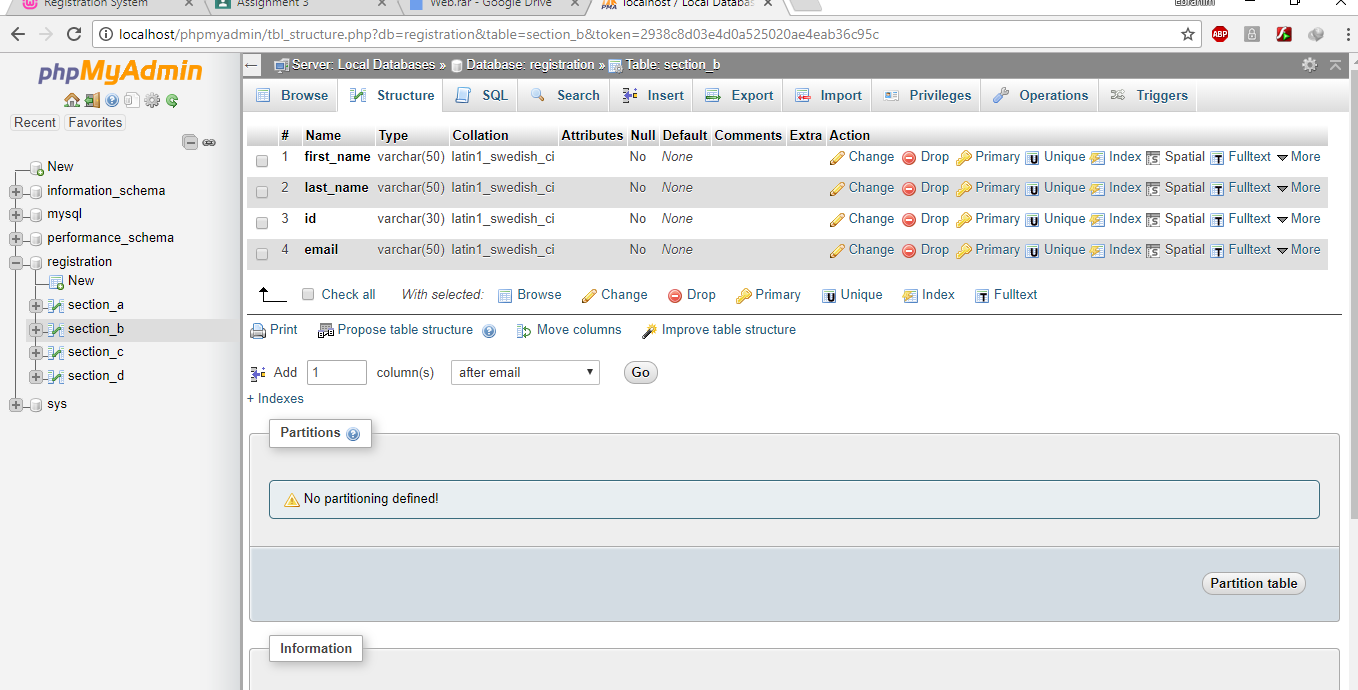 Registration System
Assignment 3
Web.rar - Google Drive
localhost / Local Databas
Ebrahim
localhost/phpmyadmin/tbl_structure.php?db=registration&table=section_b&token=2938c8d03e4d0a525020ae4eab36c95c
ABP
phpMyAdmin
Recent Favorites
New
information_schema
mysql
performance_schema
registration
New
section_a
section_b
section_c
section_d
sys
Server: Local Databases » Database: registration » Table: section_b
Browse Structure SQL Search Insert Export Import Privileges Operations Triggers
# Name Type Collation Attributes Null Default Comments Extra Action
1 first_name varchar(50) latin1_swedish_ci No None Change Drop Primary Unique Index Spatial Fulltext More
2 last_name varchar(50) latin1_swedish_ci No None Change Drop Primary Unique Index Spatial Fulltext More
3 id varchar(30) latin1_swedish_ci No None Change Drop Primary Unique Index Spatial Fulltext More
4 email varchar(50) latin1_swedish_ci No None Change Drop Primary Unique Index Spatial Fulltext More
Check all With selected: Browse Change Drop Primary Unique Index Fulltext
Print Propose table structure Move columns Improve table structure
Add 1 column(s) after email Go
+ Indexes
Partitions
No partitioning defined!
Partition table
Information